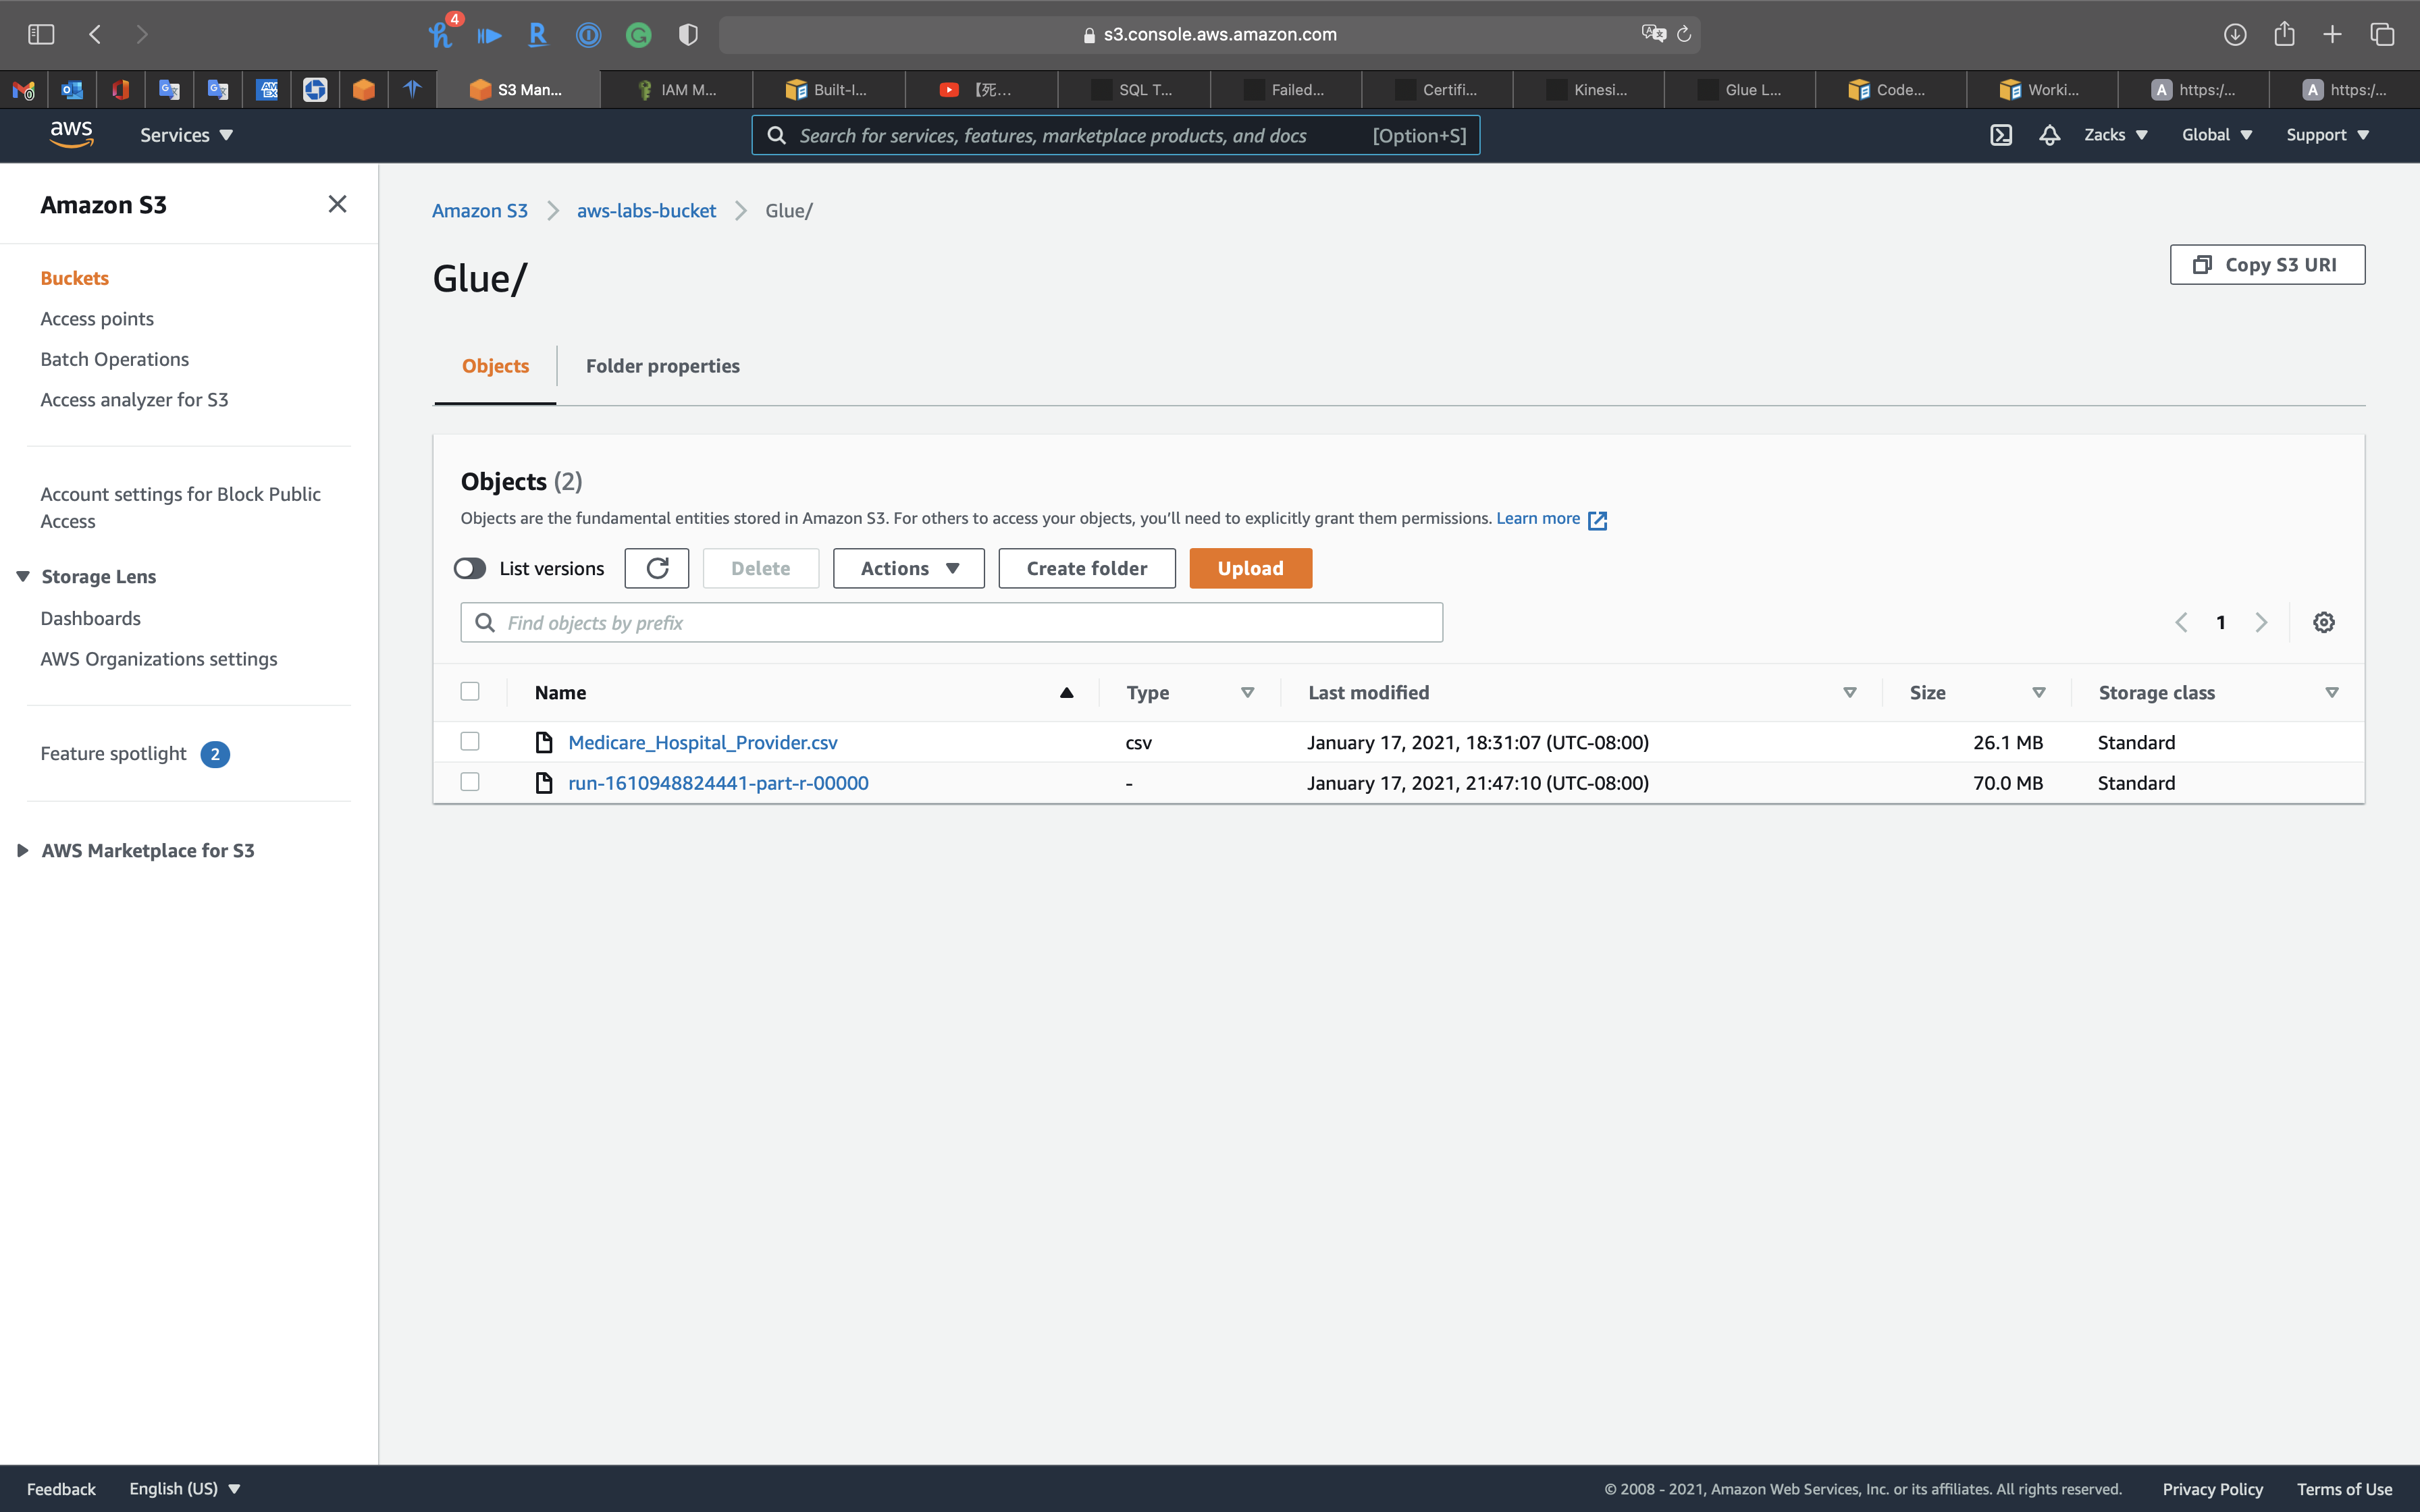 4
s3.console.aws.amazon.com
S3 Man...
IAM M...
Built-I...
【死...
SQL T...
Failed...
Certifi...
Kinesi...
Glue L...
Code...
Worki...
https:/...
https:/...
aws
Services
Search for services, features, marketplace products, and docs
[Option+S]
Zacks
Global
Support
Amazon S3
Buckets
Access points
Batch Operations
Access analyzer for S3
Account settings for Block Public
Access
Storage Lens
Dashboards
AWS Organizations settings
Feature spotlight 2
AWS Marketplace for S3
Amazon S3
aws-labs-bucket
Glue/
Glue/
Copy S3 URI
Objects
Folder properties
Objects (2)
Objects are the fundamental entities stored in Amazon S3. For others to access your objects, you’ll need to explicitly grant them permissions. Learn more
List versions
Delete
Actions
Create folder
Upload
Find objects by prefix
1
Name
Type
Last modified
Size
Storage class
Medicare_Hospital_Provider.csv
csv
January 17, 2021, 18:31:07 (UTC-08:00)
26.1 MB
Standard
run-1610948824441-part-r-00000
-
January 17, 2021, 21:47:10 (UTC-08:00)
70.0 MB
Standard
Feedback
English (US)
© 2008 - 2021, Amazon Web Services, Inc. or its affiliates. All rights reserved.
Privacy Policy
Terms of Use